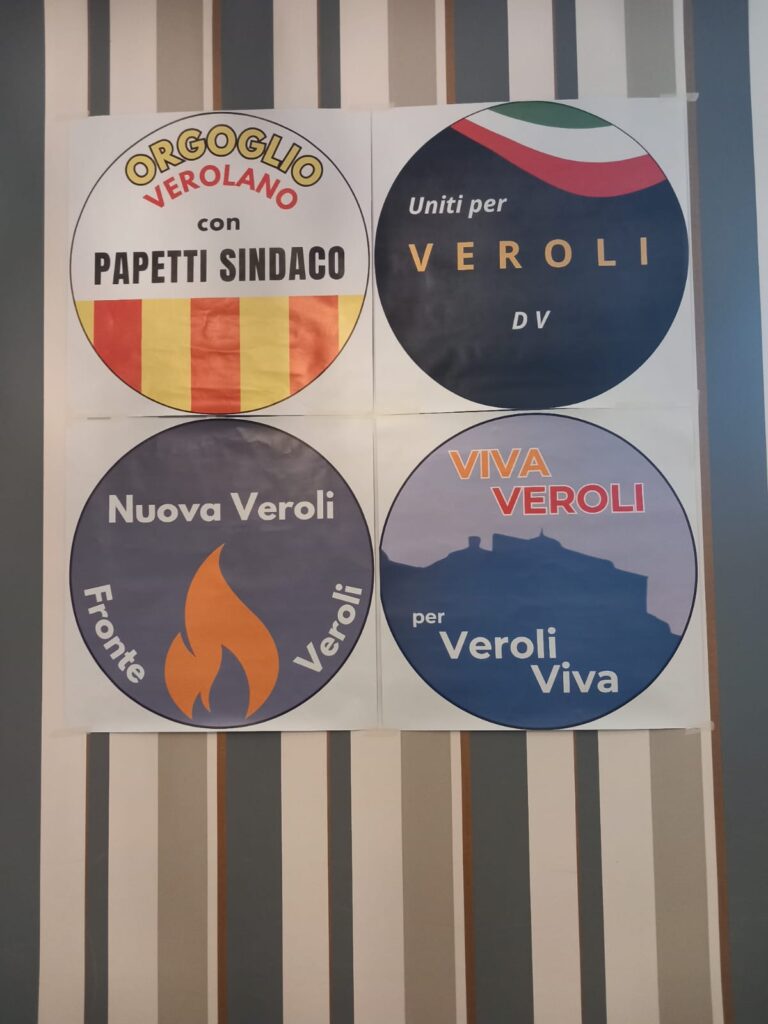 ORGOGLIO
VEROLANO
con
PAPETTI SINDACO
Uniti per
VEROLI
DV
Nuova Veroli
Fronte
Veroli
VIVA
VEROLI
per
Veroli
Viva